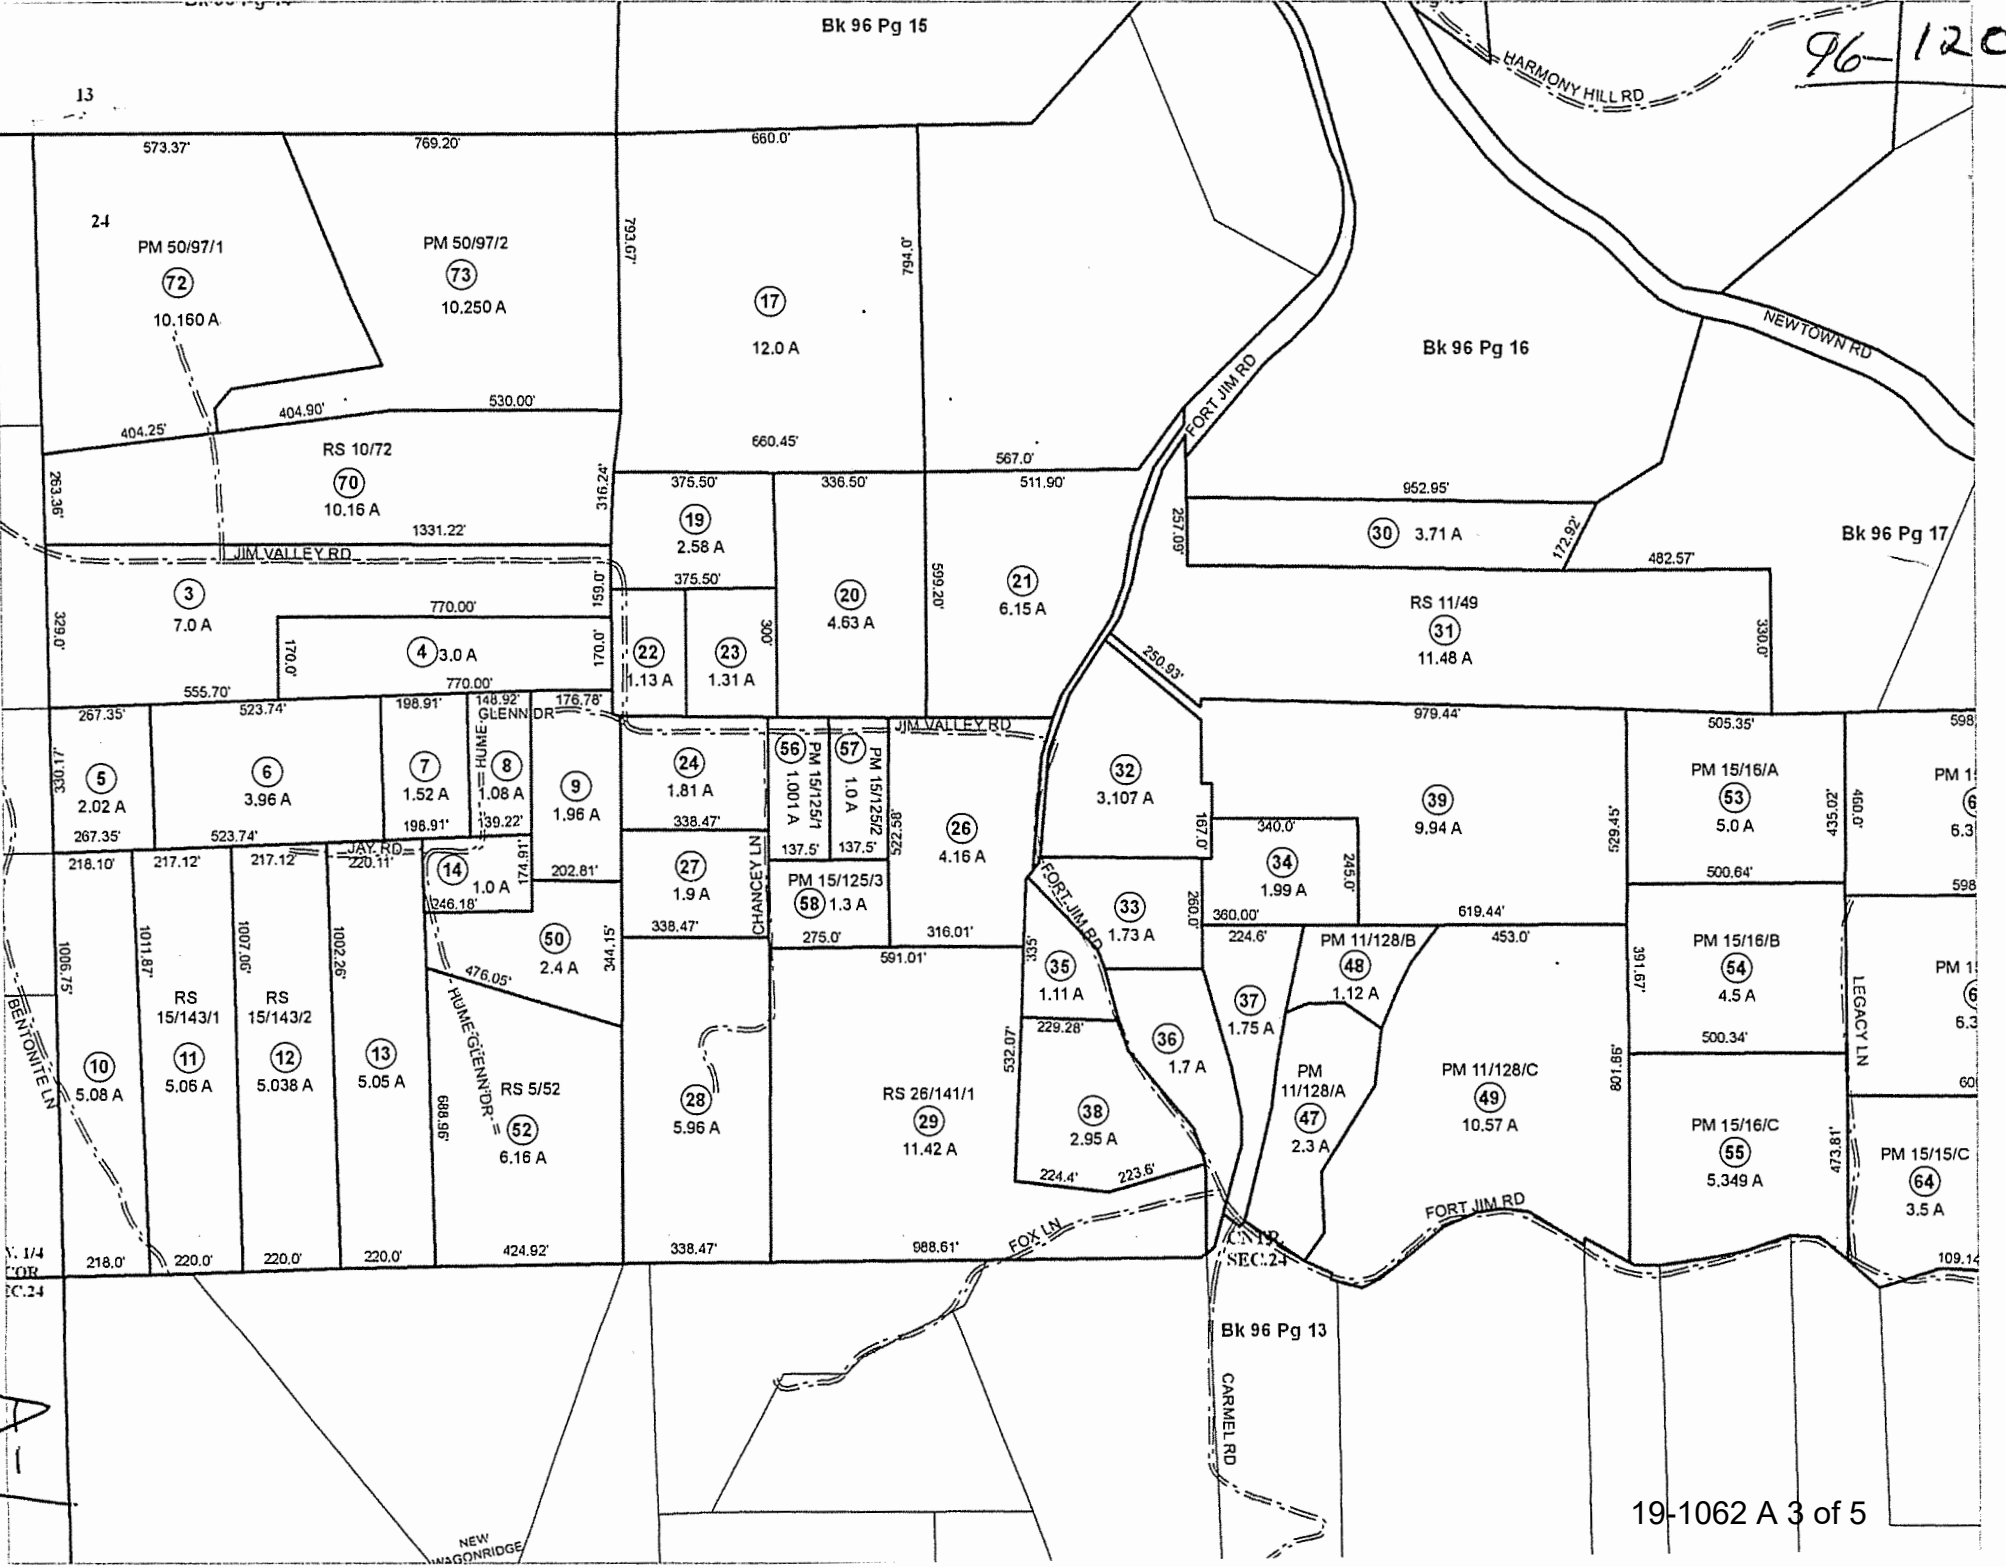 Bk 96 Pg 15
96-120
HARMONY HILL RD
13
573.37'
769.20'
660.0'
24
PM 50/97/1
72
10.160 A
PM 50/97/2
73
10.250 A
793.67'
794.0'
17
12.0 A
Bk 96 Pg 16
NEWTOWN RD
FORT JIM RD
404.25'
404.90'
530.00'
660.45'
567.0'
RS 10/72
70
10.16 A
263.36'
316.24'
1331.22'
JIM VALLEY RD
375.50'
336.50'
511.90'
19
2.58 A
375.50'
20
4.63 A
599.20'
21
6.15 A
257.09'
952.95'
30
3.71 A
172.92'
482.57'
Bk 96 Pg 17
RS 11/49
31
11.48 A
330.0'
250.93'
3
7.0 A
329.0'
159.0'
770.00'
170.0'
4
3.0 A
170.0'
770.00'
555.70'
22
1.13 A
23
1.31 A
300'
267.35'
523.74'
198.91'
148.92'
176.78'
HUME GLENN DR
JIM VALLEY RD
979.44'
505.35'
598
330.17'
5
2.02 A
267.35'
6
3.96 A
523.74'
7
1.52 A
198.91'
8
1.08 A
139.22'
9
1.96 A
202.81'
24
1.81 A
338.47'
56
PM 15/125/1
1.001 A
137.5'
57
PM 15/125/2
1.0 A
137.5'
522.58'
26
4.16 A
316.01'
32
3.107 A
167.0'
39
9.94 A
529.45'
PM 15/16/A
53
5.0 A
435.02'
460.0'
500.64'
PM 1
6
6.3
598
JAY RD
218.10'
217.12'
217.12'
220.11'
14
1.0 A
174.91'
246.18'
27
1.9 A
338.47'
CHANCEY LN
PM 15/125/3
58
1.3 A
275.0'
FORT JIM RD
33
1.73 A
260.0'
340.0'
34
1.99 A
245.0'
360.00'
619.44'
50
2.4 A
344.15'
476.05'
591.01'
335'
35
1.11 A
229.28'
224.6'
37
1.75 A
PM 11/128/B
48
1.12 A
453.0'
391.67'
PM 15/16/B
54
4.5 A
500.34'
LEGACY LN
PM 1
6
6.3
60
1006.75'
1011.87'
1007.06'
1002.26'
BENTONITE LN
10
5.08 A
RS
15/143/1
11
5.06 A
RS
15/143/2
12
5.038 A
13
5.05 A
688.96'
HUME GLENN DR
RS 5/52
52
6.16 A
28
5.96 A
RS 26/141/1
29
11.42 A
532.07'
36
1.7 A
38
2.95 A
224.4'
223.6'
PM
11/128/A
47
2.3 A
PM 11/128/C
49
10.57 A
801.86'
PM 15/16/C
55
5.349 A
473.81'
PM 15/15/C
64
3.5 A
109.14
FORT JIM RD
FOX LN
218.0'
220.0'
220.0'
220.0'
424.92'
338.47'
988.61'
1/4
COR
SEC.24
Bk 96 Pg 13
CARMEL RD
NEW
WAGONRIDGE
19-1062 A 3 of 5